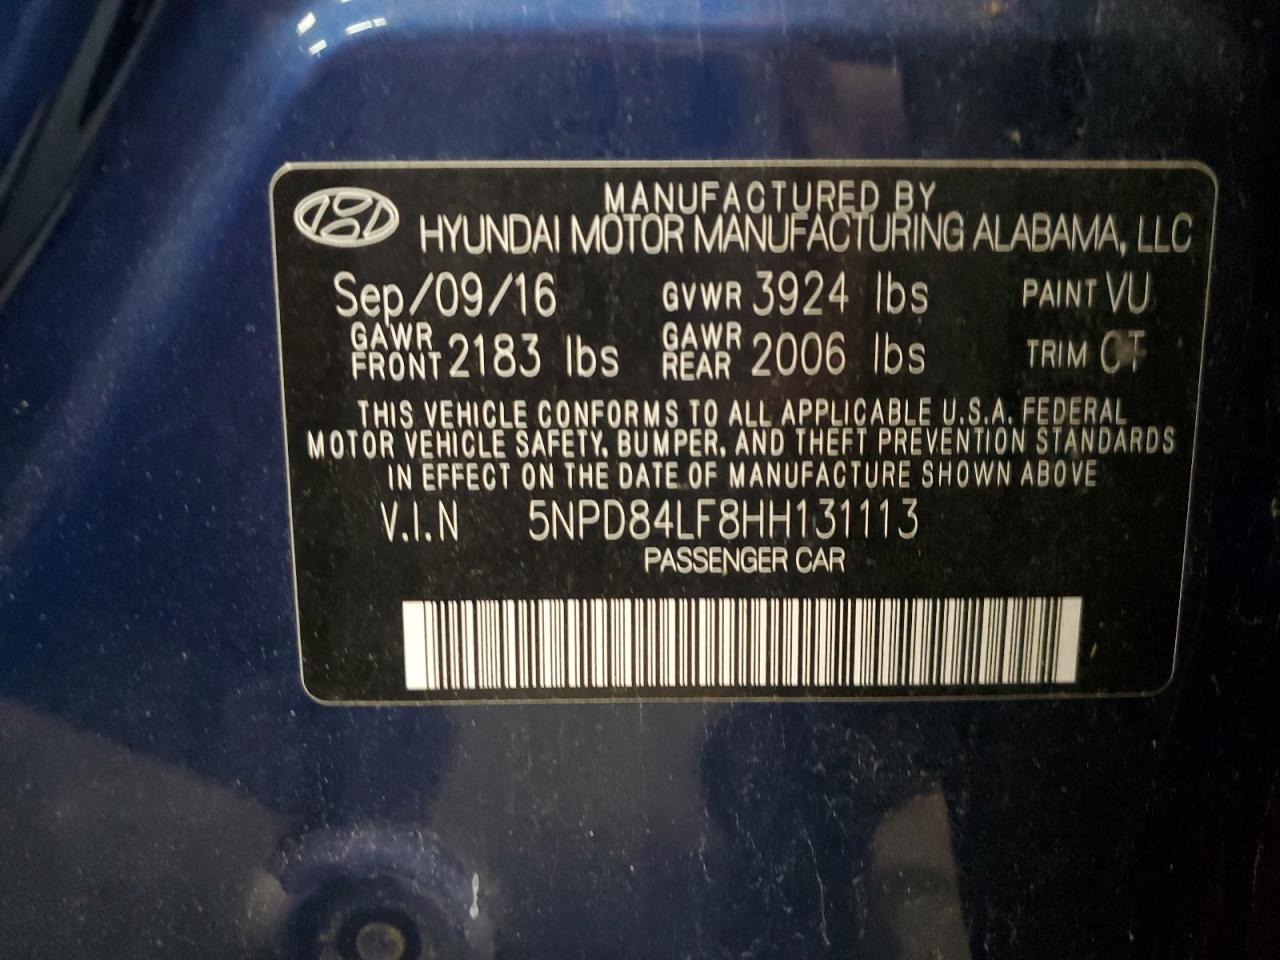 MANUFACTURED BY
HYUNDAI MOTOR MANUFACTURING ALABAMA, LLC
Sep/09/16 GVWR 3924 lbs PAINT VU
GAWR FRONT 2183 lbs GAWR REAR 2006 lbs TRIM
THIS VEHICLE CONFORMS TO ALL APPLICABLE U.S.A. FEDERAL
MOTOR VEHICLE SAFETY, BUMPER, AND THEFT PREVENTION STANDARDS
IN EFFECT ON THE DATE OF MANUFACTURE SHOWN ABOVE
V.I.N 5NPD84LF8HH131113
PASSENGER CAR